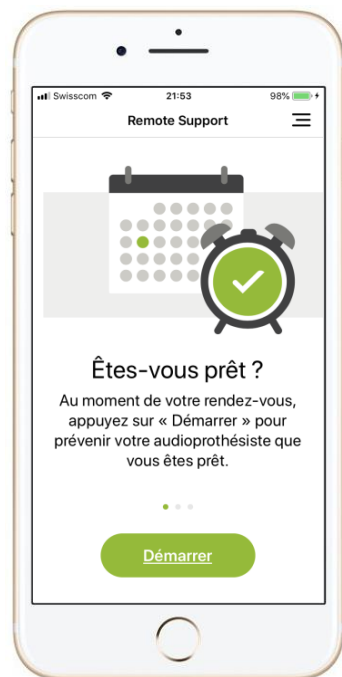 Swisscom 21:53 98%
Remote Support
Êtes-vous prêt ?
Au moment de votre rendez-vous,
appuyez sur « Démarrer » pour
prévenir votre audioprothésiste que
vous êtes prêt.
Démarrer